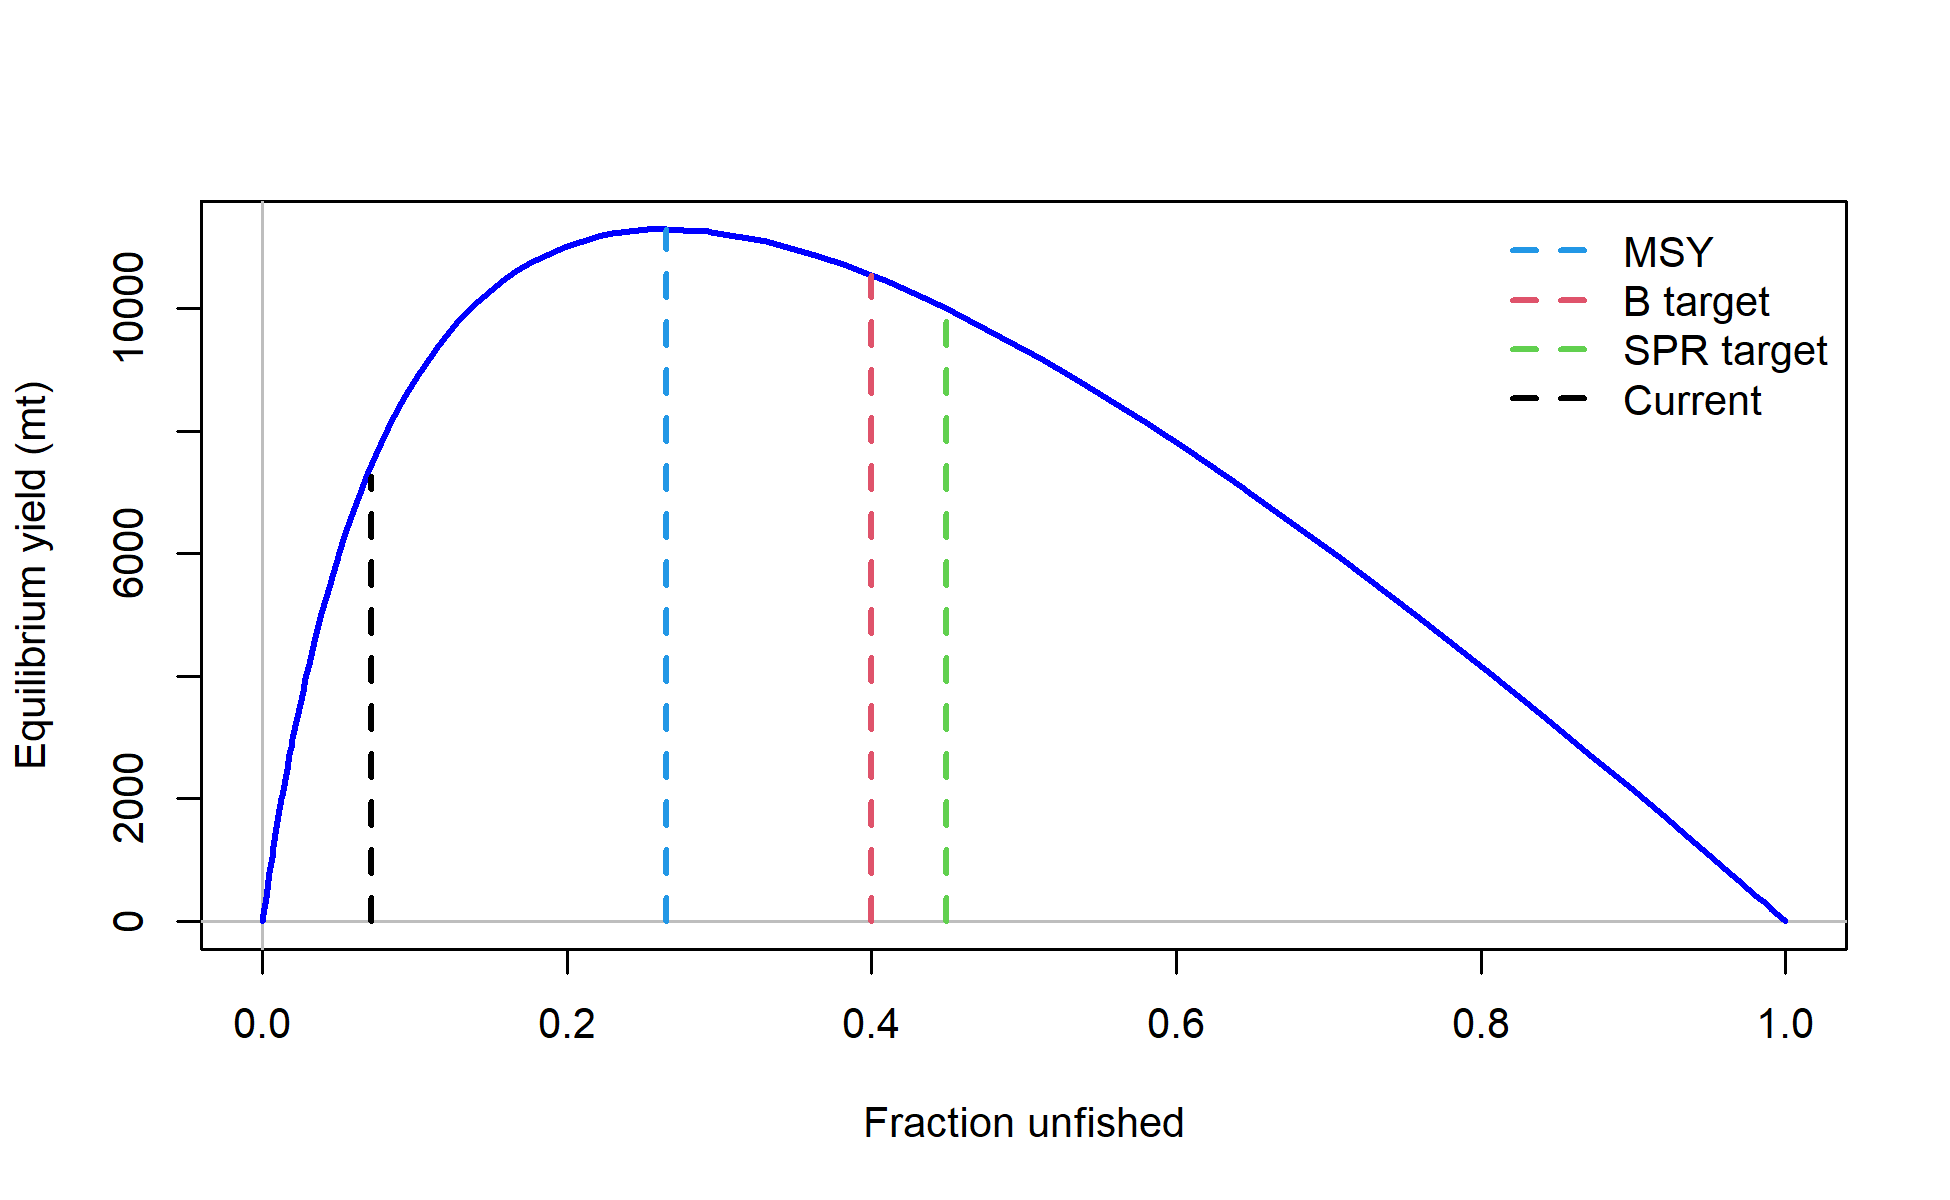 MSY
B target
SPR target
Current
Equilibrium yield (mt)
10000
6000
2000
0
0.0 0.2 0.4 0.6 0.8 1.0
Fraction unfished